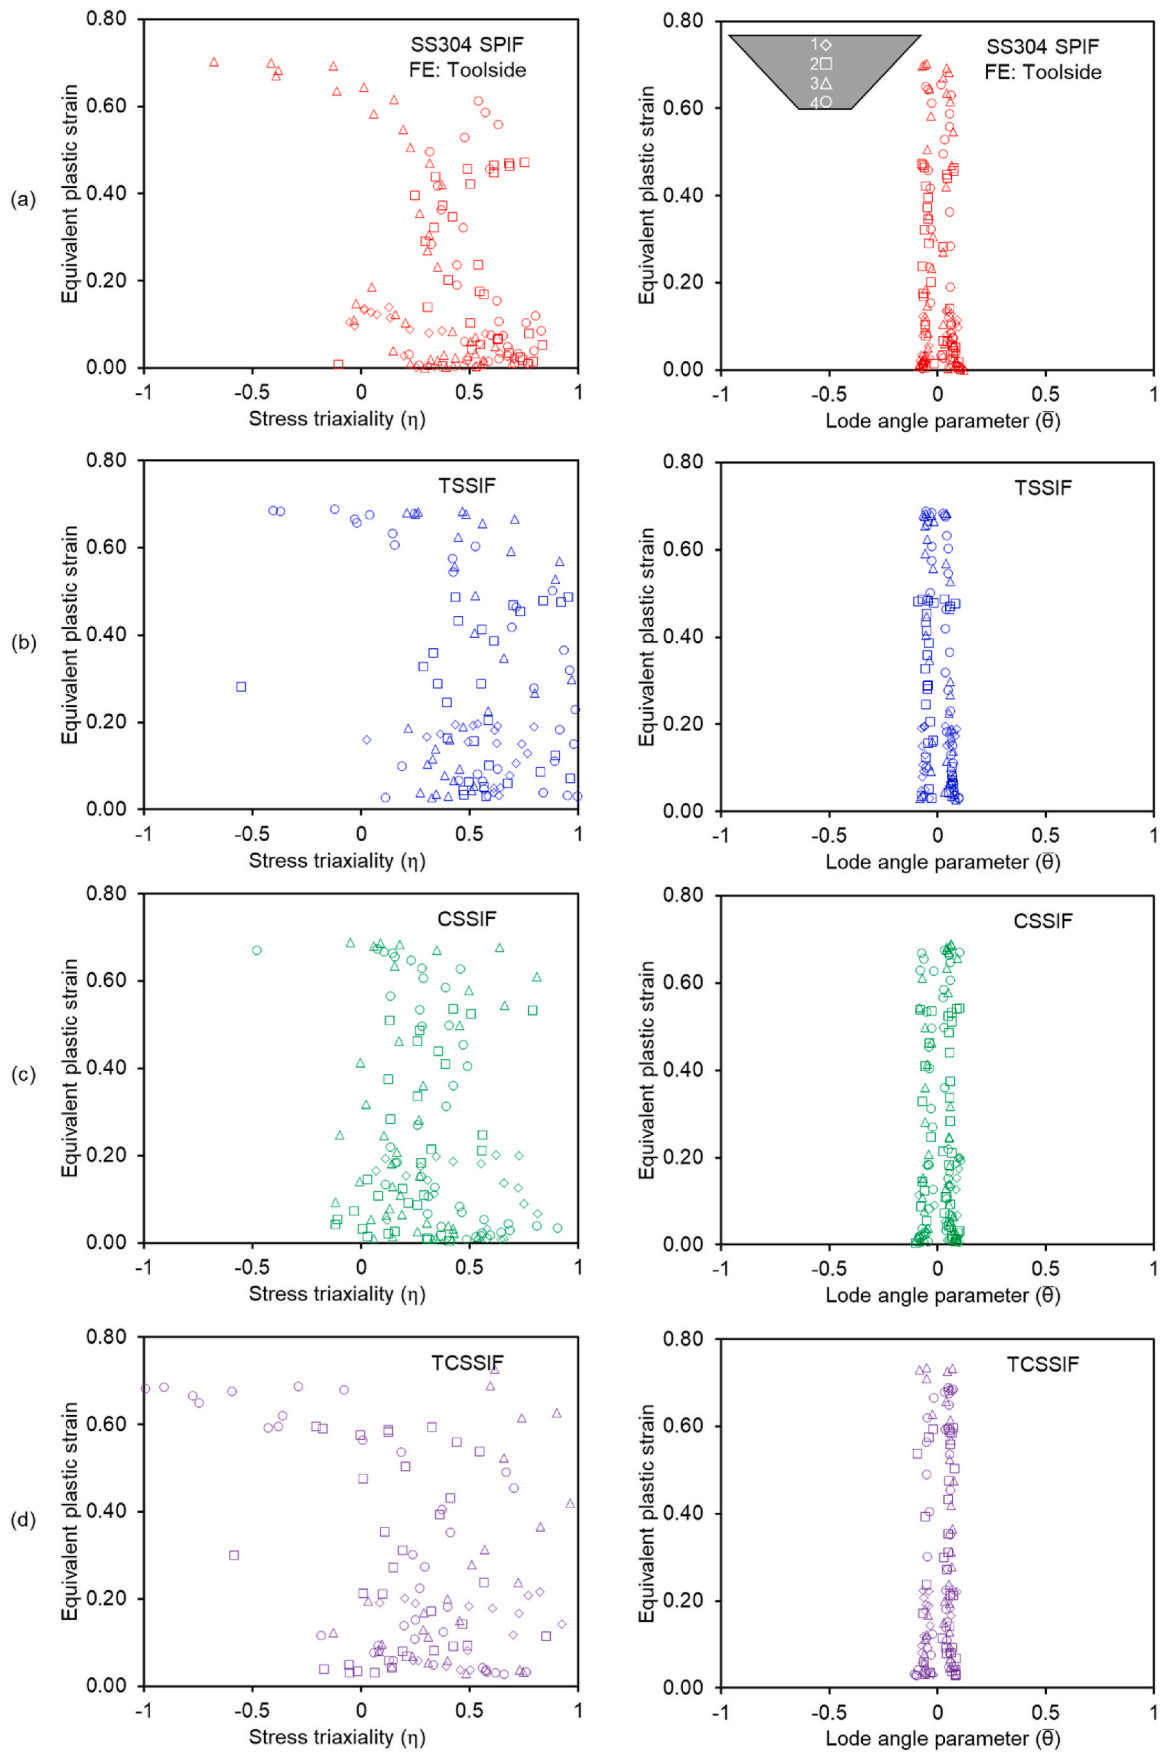 (a)
Equivalent plastic strain
0.80
0.60
0.40
0.20
0.00
SS304 SPIF
FE: Toolside
-1 -0.5 0 0.5 1
Stress triaxiality (η)
Equivalent plastic strain
0.80
0.60
0.40
0.20
0.00
1
2
3
4
SS304 SPIF
FE: Toolside
-1 -0.5 0 0.5 1
Lode angle parameter (θ̅)
(b)
Equivalent plastic strain
0.80
0.60
0.40
0.20
0.00
TSSIF
-1 -0.5 0 0.5 1
Stress triaxiality (η)
Equivalent plastic strain
0.80
0.60
0.40
0.20
0.00
TSSIF
-1 -0.5 0 0.5 1
Lode angle parameter (θ̅)
(c)
Equivalent plastic strain
0.80
0.60
0.40
0.20
0.00
CSSIF
-1 -0.5 0 0.5 1
Stress triaxiality (η)
Equivalent plastic strain
0.80
0.60
0.40
0.20
0.00
CSSIF
-1 -0.5 0 0.5 1
Lode angle parameter (θ̅)
(d)
Equivalent plastic strain
0.80
0.60
0.40
0.20
0.00
TCSSIF
-1 -0.5 0 0.5 1
Stress triaxiality (η)
Equivalent plastic strain
0.80
0.60
0.40
0.20
0.00
TCSSIF
-1 -0.5 0 0.5 1
Lode angle parameter (θ̅)